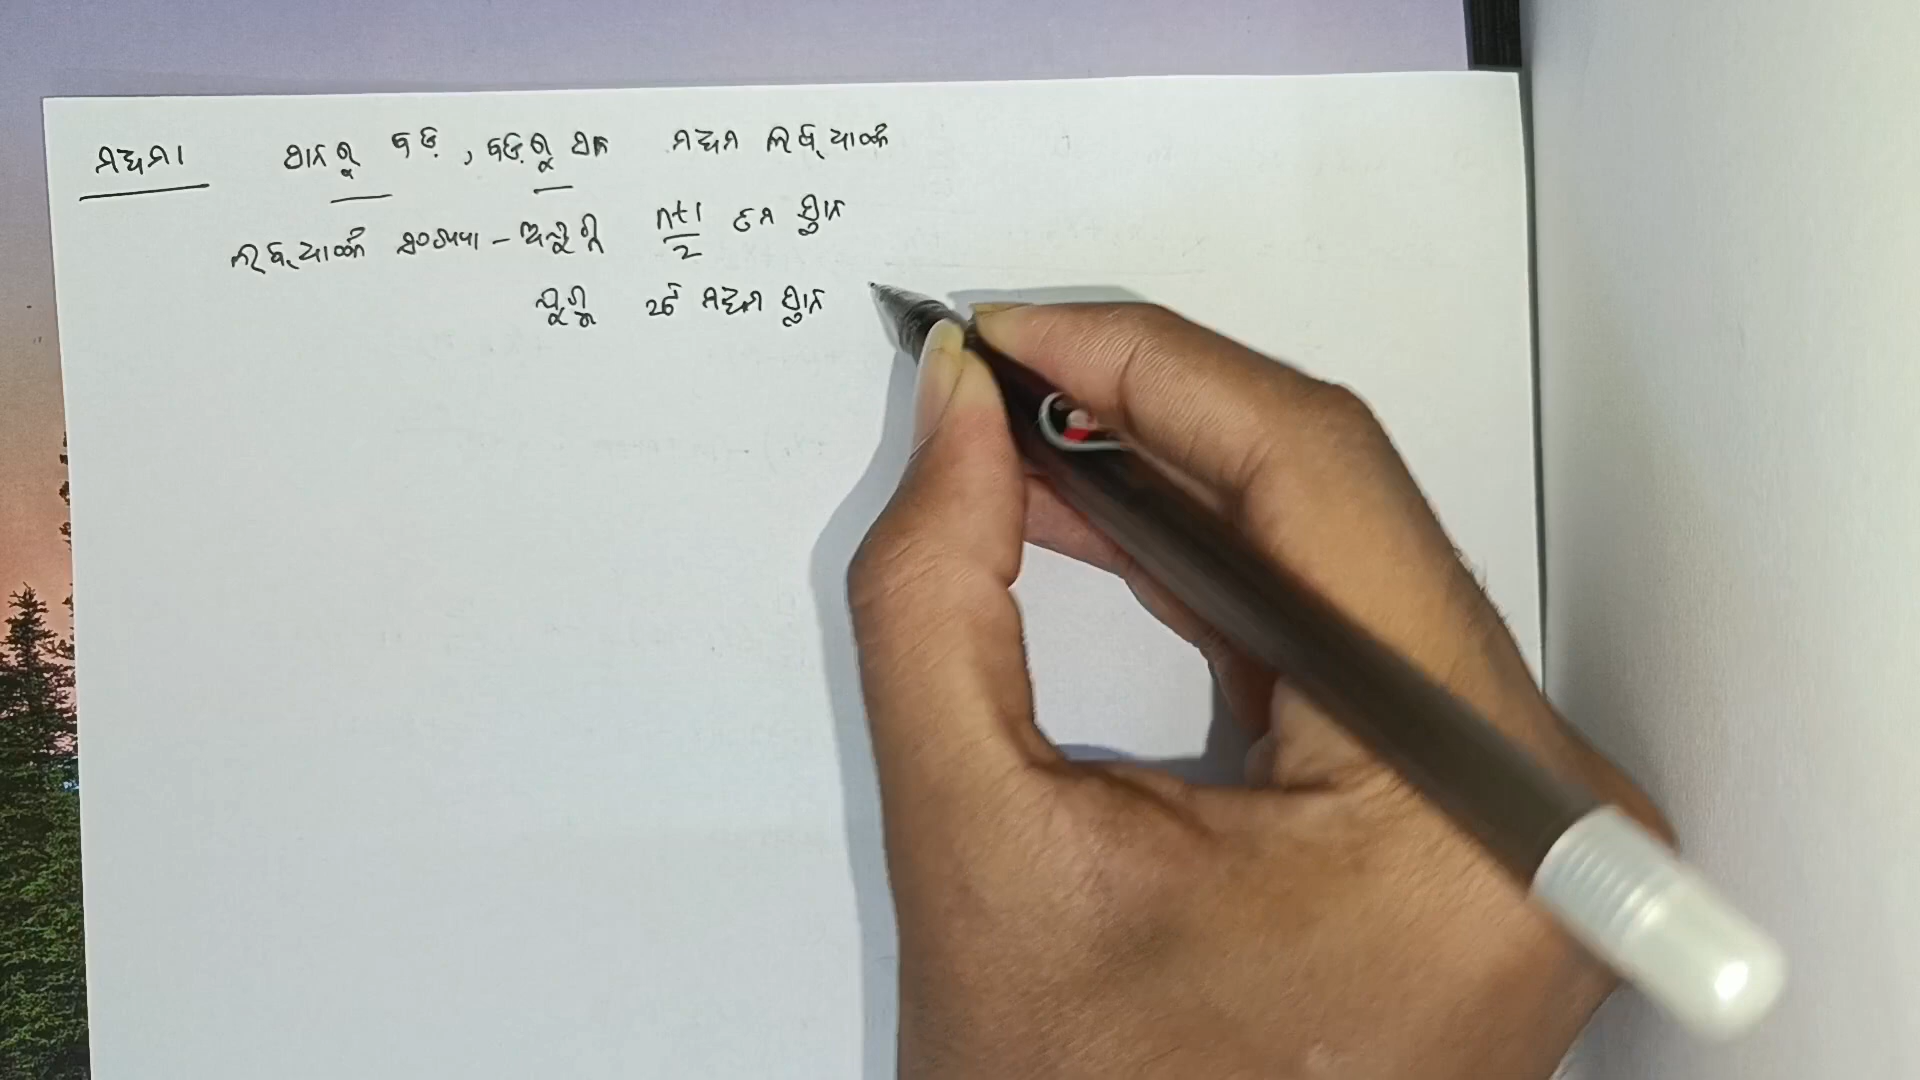 ମଧ୍ୟମା ସାନରୁ ବଡ଼ , ବଡ଼ରୁ ସାନ ମଧ୍ୟମ ଲବ୍ଧାଙ୍କ
ଲବ୍ଧାଙ୍କ ସଂଖ୍ୟା - ଅଯୁଗ୍ମ n+1/2 ତମ ସ୍ଥାନ
ଯୁଗ୍ମ ମଧ୍ୟମ ସ୍ଥାନ